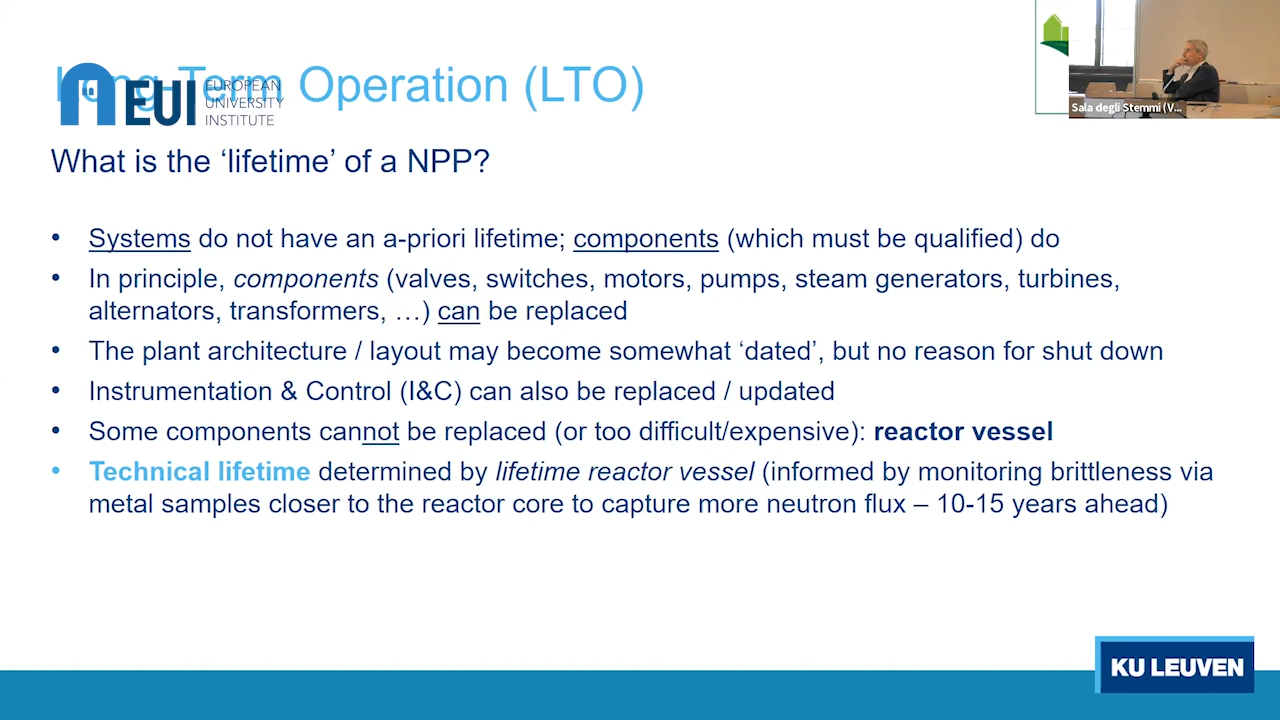 Long-Term Operation (LTO)
EUI
EUROPEAN
UNIVERSITY
INSTITUTE
Sala degli Stemmi (V...
What is the ‘lifetime’ of a NPP?
• Systems do not have an a-priori lifetime; components (which must be qualified) do
• In principle, components (valves, switches, motors, pumps, steam generators, turbines,
alternators, transformers, …) can be replaced
• The plant architecture / layout may become somewhat ‘dated’, but no reason for shut down
• Instrumentation & Control (I&C) can also be replaced / updated
• Some components cannot be replaced (or too difficult/expensive): reactor vessel
• Technical lifetime determined by lifetime reactor vessel (informed by monitoring brittleness via
metal samples closer to the reactor core to capture more neutron flux – 10-15 years ahead)
KU LEUVEN